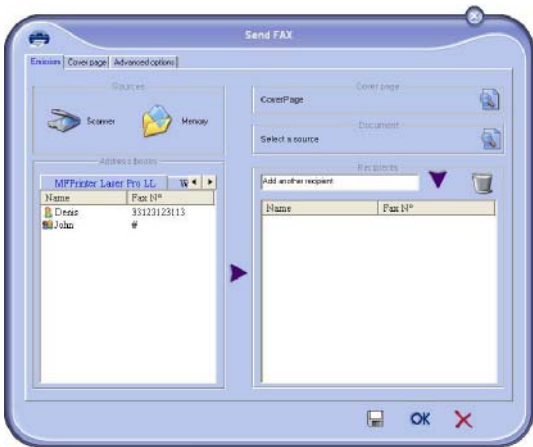 Send FAX
Emission Cover page Advanced options
Sources
Scanner Memory
Cover page
CoverPage
Document
Select a source
Address books
MFPrinter Laser Pro LL
Name Fax N°
Denis 33123123113
John #
Recipients
Add another recipient
Name Fax N°
OK